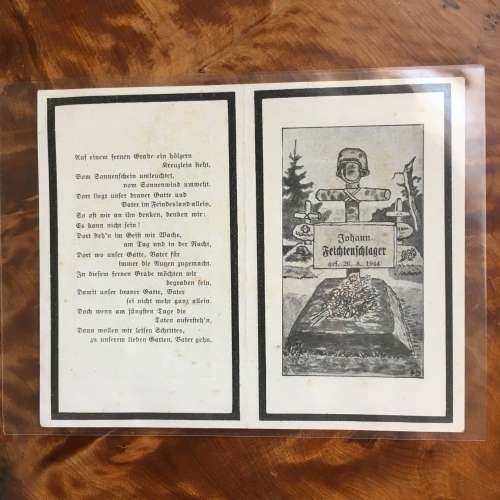 Auf einem fernen Grabe ein hölzern
Kreuzlein steht,
Vom Sonnenschein umleuchtet,
vom Sonnenwind umweht.
Dort liegt unser braver Gatte und
Vater im Feindesland allein,
So oft wir an ihn denken, denken wir:
Es kann nicht sein!
Dort steh'n im Geist wir Wache,
am Tag und in der Nacht,
Dort wo unser Gatte, Vater für
immer die Augen zugemacht.
In diesem fernen Grabe möchten wir
begraben sein,
Damit unser braver Gatte, Vater
sei nicht mehr ganz allein.
Doch wenn am jüngsten Tage die
Toten aufersteh'n,
Dann wollen wir leisen Schrittes,
zu unserem lieben Gatten, Vater gehn.
Johann
Feichtenschlager
gef. 26. 8. 1944